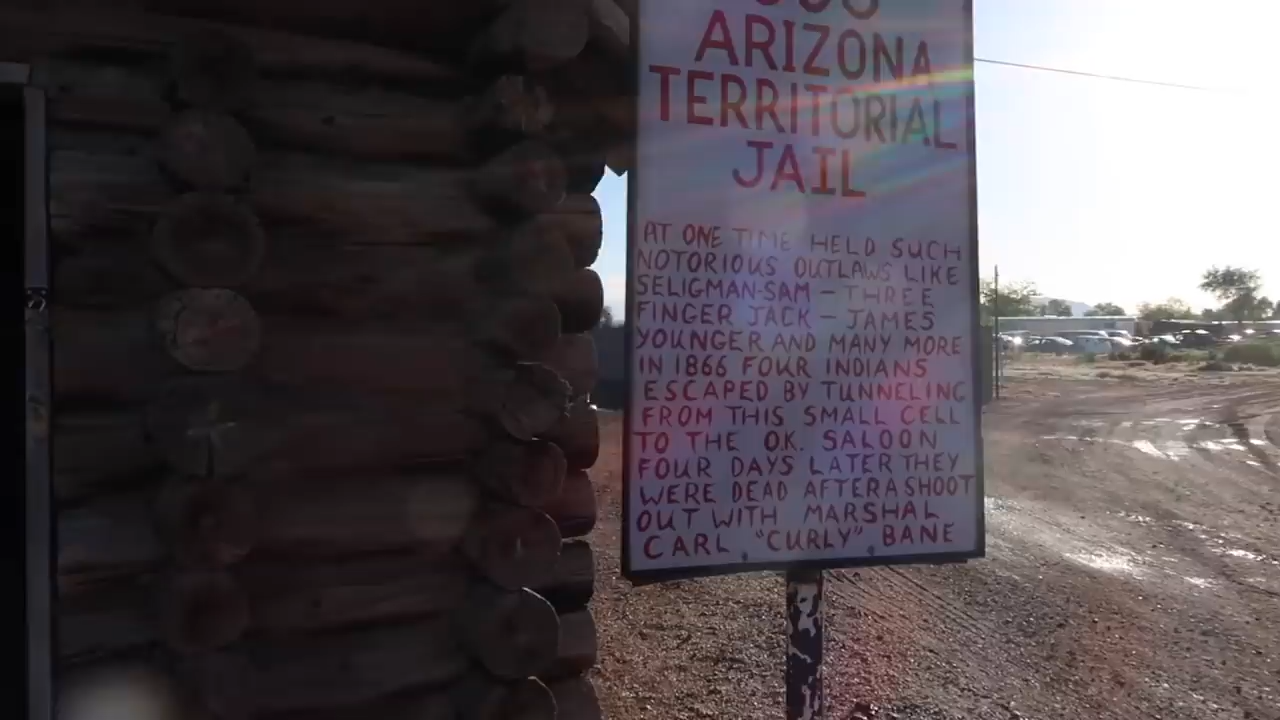 ARIZONA
TERRITORIAL
JAIL
AT ONE TIME HELD SUCH
NOTORIOUS OUTLAWS LIKE
SELIGMAN-SAM - THREE
FINGER JACK - JAMES
YOUNGER AND MANY MORE
IN 1866 FOUR INDIANS
ESCAPED BY TUNNELING
FROM THIS SMALL CELL
TO THE O.K. SALOON
FOUR DAYS LATER THEY
WERE DEAD AFTER A SHOOT
OUT WITH MARSHAL
CARL "CURLY" BANE